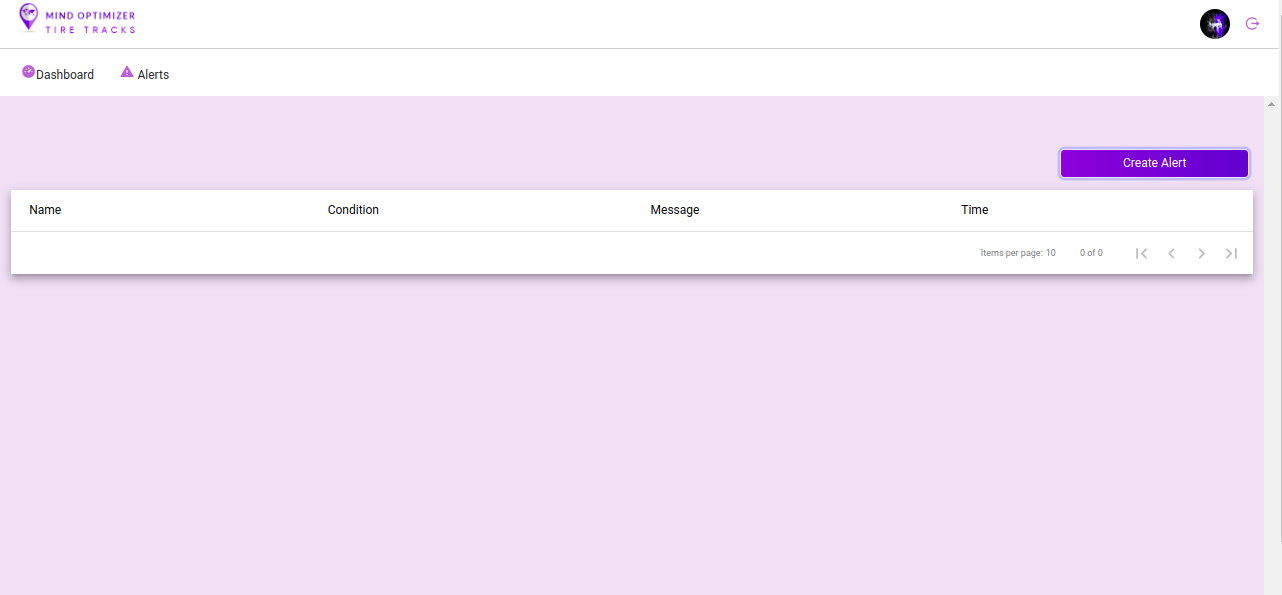 MIND OPTIMIZER
TIRE TRACKS
Dashboard Alerts
Create Alert
Name Condition Message Time
Items per page: 10 0 of 0